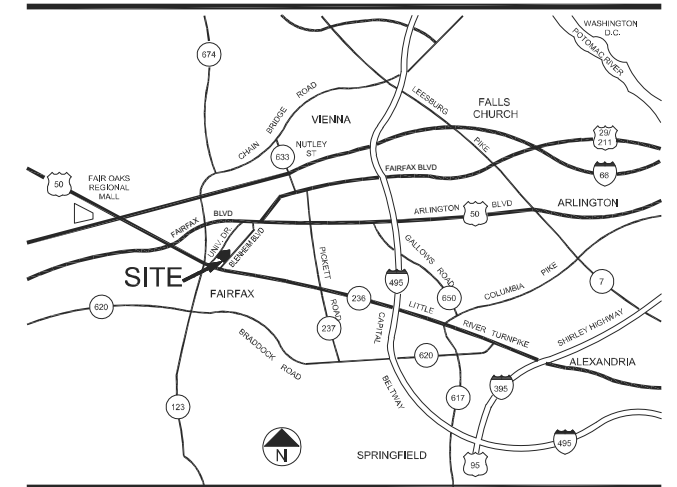 WASHINGTON
D.C.
POTOMAC RIVER
674
CHAIN BRIDGE ROAD
LEESBURG PIKE
FALLS
CHURCH
VIENNA
29/
211
NUTLEY
ST
633
66
FAIR OAKS
REGIONAL
MALL
50
FAIRFAX BLVD
FAIRFAX BLVD
ARLINGTON BLVD
50
ARLINGTON
UNIV. DR.
BLENHEIM BLVD
PICKETT ROAD
GALLOWS ROAD
SITE
495
COLUMBIA PIKE
7
FAIRFAX
236
650
LITTLE RIVER TURNPIKE
620
237
CAPITAL BELTWAY
SHIRLEY HIGHWAY
BRADDOCK ROAD
620
ALEXANDRIA
395
123
617
N
SPRINGFIELD
495
95